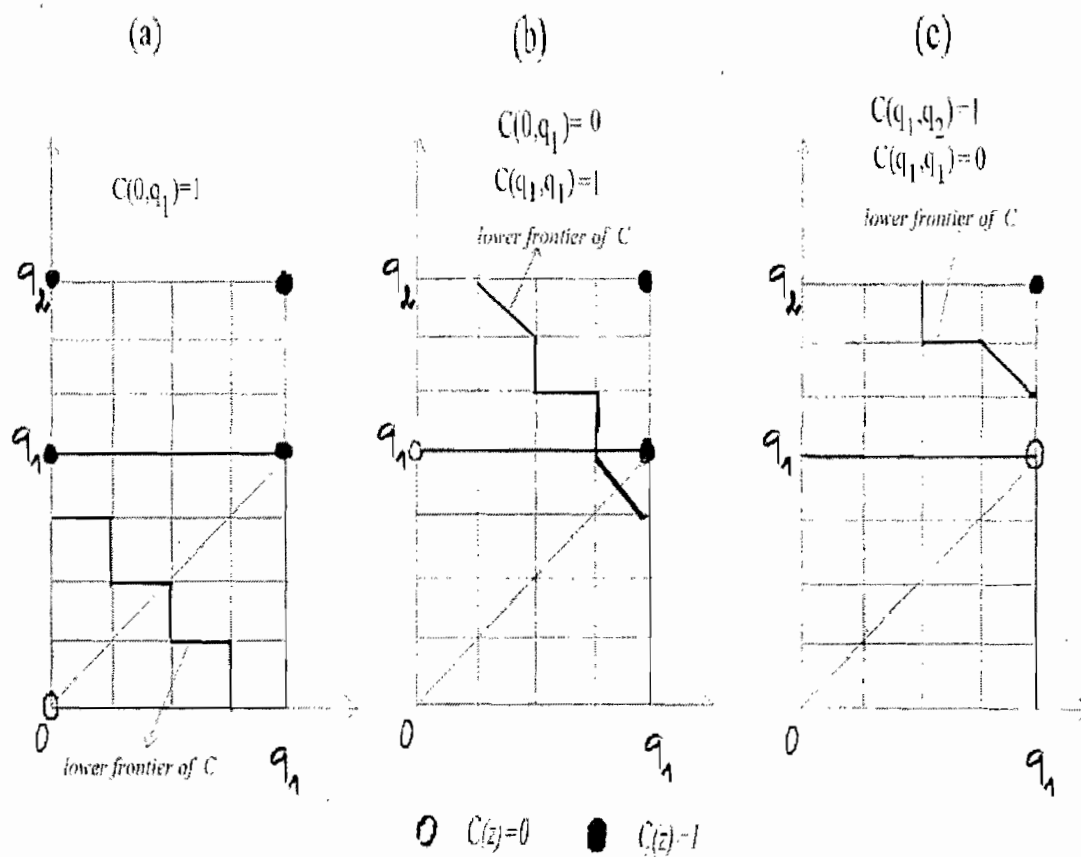 (a)
(b)
(c)
C(0,q₁)=1
C(0,q₁)=0
C(q₁,q₁)=1
C(q₁,q₂)=1
C(q₁,q₁)=0
lower frontier of C
lower frontier of C
q₂
q₂
q₂
q₁
q₁
q₁
0
q₁
0
q₁
0
q₁
lower frontier of C
C(z)=0
C(z)=1